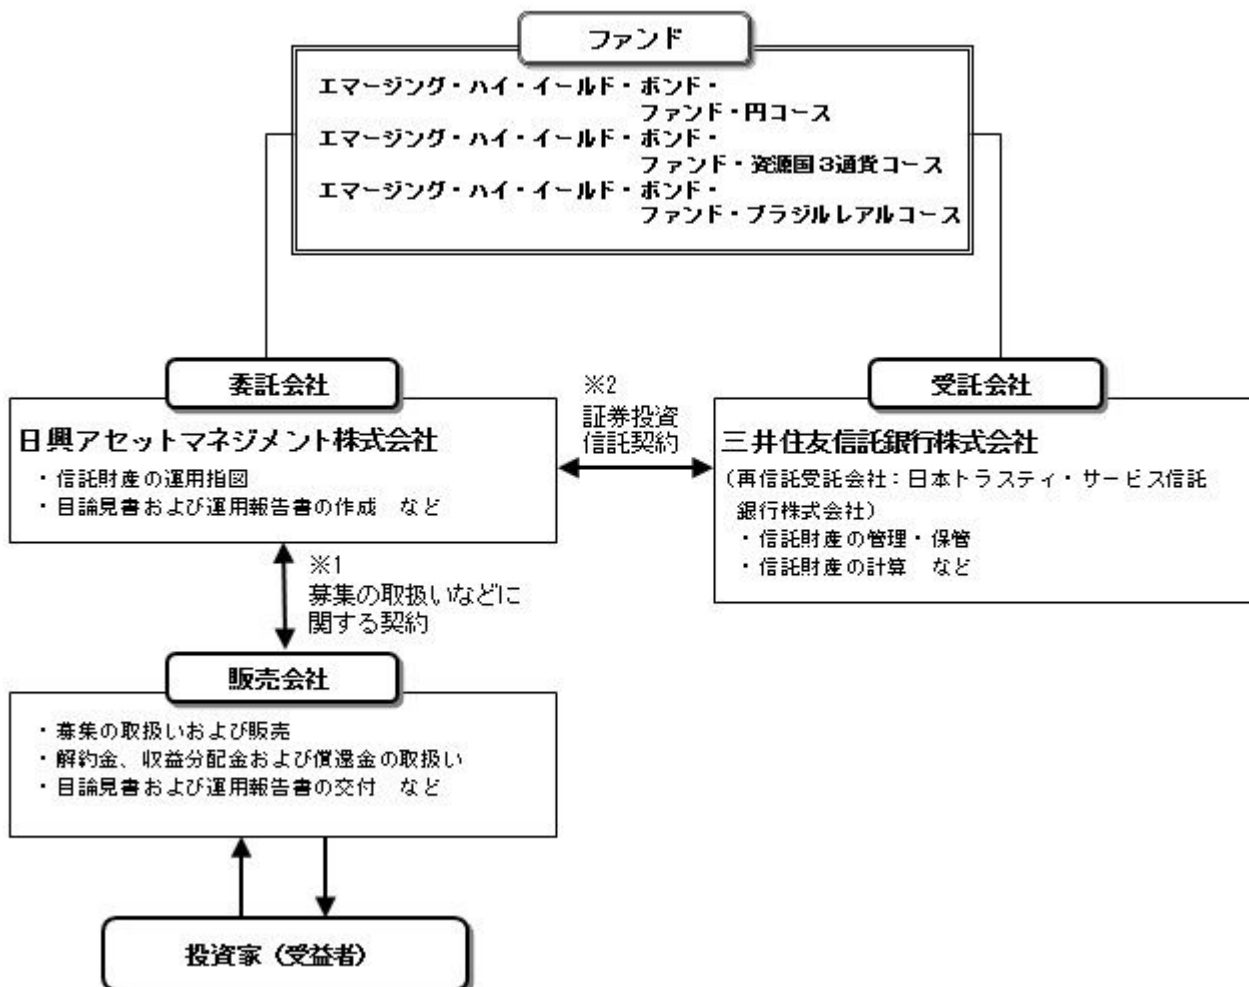 ファンド
エマージング・ハイ・イールド・ボンド・
ファンド・円コース
エマージング・ハイ・イールド・ボンド・
ファンド・資源国3通貨コース
エマージング・ハイ・イールド・ボンド・
ファンド・ブラジルレアルコース
委託会社
日興アセットマネジメント株式会社
・信託財産の運用指図
・目論見書および運用報告書の作成 など
※2
証券投資
信託契約
受託会社
三井住友信託銀行株式会社
(再信託受託会社:日本トラスティ・サービス信託
銀行株式会社)
・信託財産の管理・保管
・信託財産の計算 など
※1
募集の取扱いなどに
関する契約
販売会社
・募集の取扱いおよび販売
・解約金、収益分配金および償還金の取扱い
・目論見書および運用報告書の交付 など
投資家(受益者)